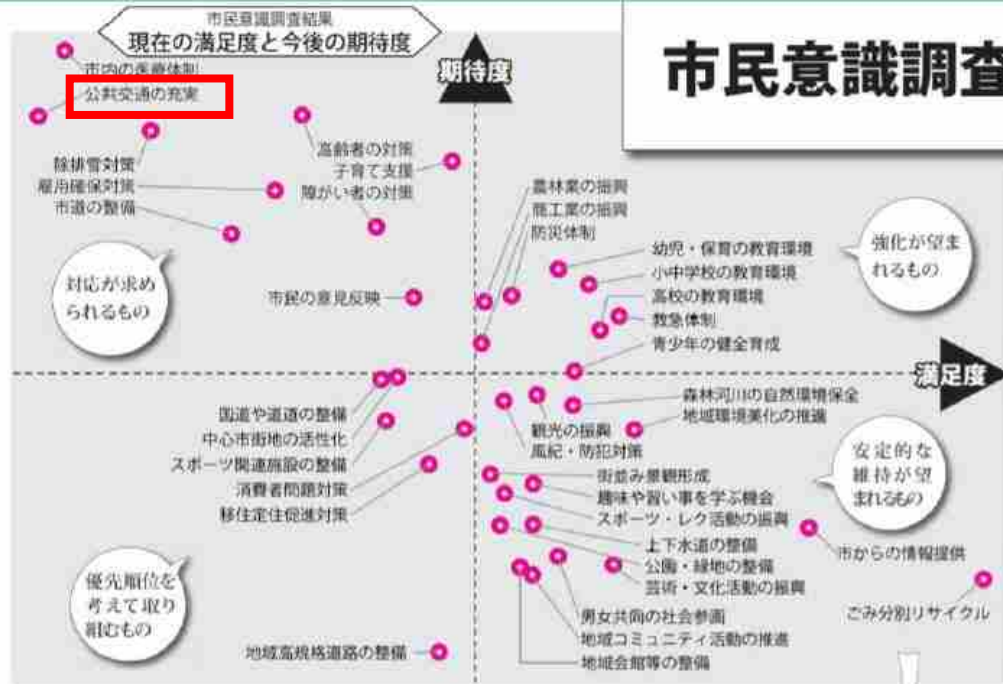 市民意識調査結果
現在の満足度と今後の期待度
市民意識調査
期待度
市内の医療体制
公共交通の充実
除排雪対策
雇用確保対策
市道の整備
高齢者の対策
子育て支援
障がい者の対策
農林業の振興
商工業の振興
防災体制
幼児・保育の教育環境
小中学校の教育環境
高校の教育環境
救急体制
青少年の健全育成
強化が望ま
れるもの
対応が求め
られるもの
市民の意見反映
満足度
国道や道道の整備
中心市街地の活性化
スポーツ関連施設の整備
消費者問題対策
移住定住促進対策
森林河川の自然環境保全
地域環境美化の推進
観光の振興
風紀・防犯対策
安定的な
維持が望
まれるもの
街並み景観形成
趣味や習い事を学ぶ機会
スポーツ・レク活動の振興
上下水道の整備
公園・緑地の整備
芸術・文化活動の振興
市からの情報提供
ごみ分別リサイクル
男女共同の社会参画
地域コミュニティ活動の推進
地域会館等の整備
優先順位を
考えて取り
組むもの
地域高規格道路の整備